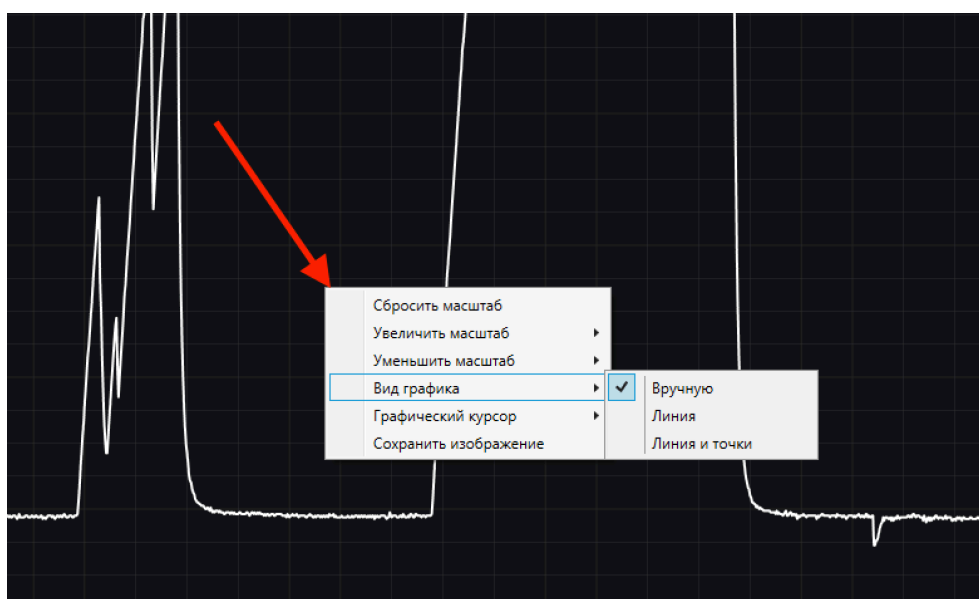 Сбросить масштаб
Увеличить масштаб
Уменьшить масштаб
Вид графика
Графический курсор
Сохранить изображение
Вручную
Линия
Линия и точки